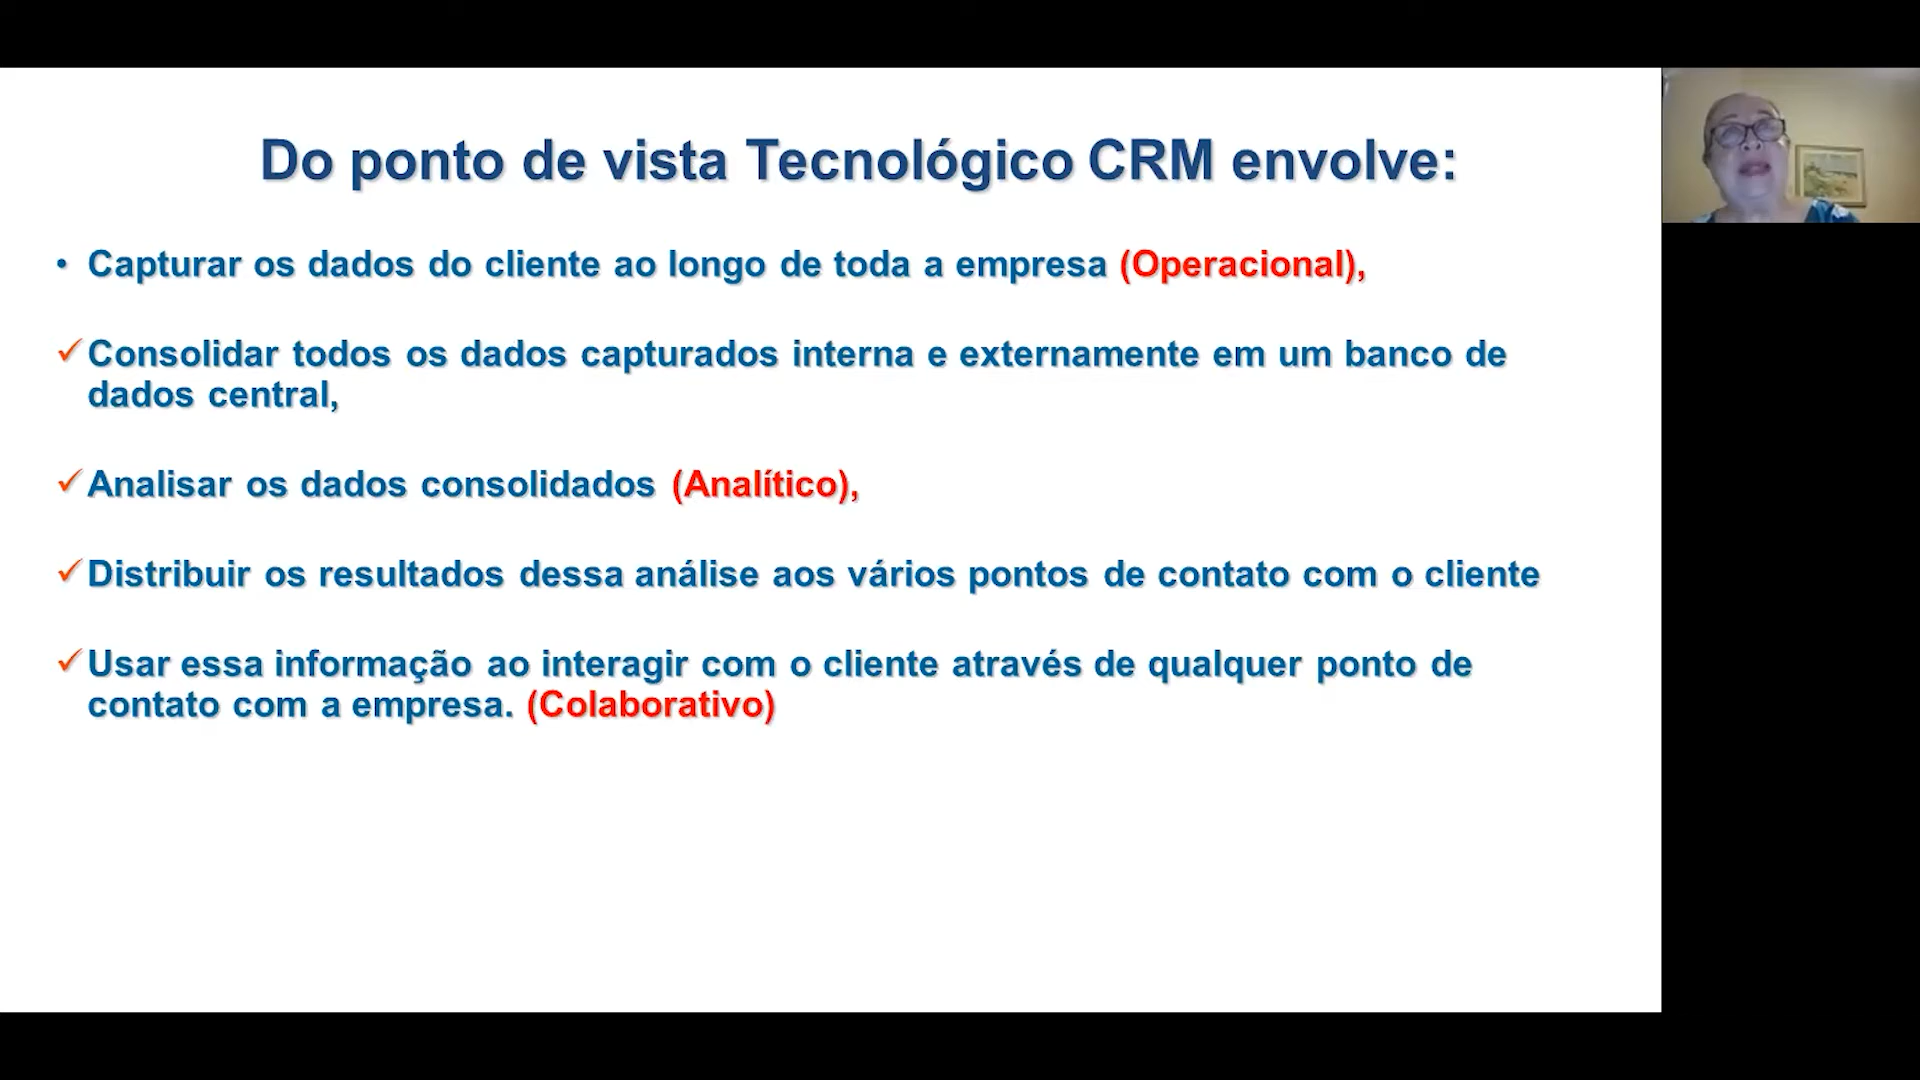 Do ponto de vista Tecnológico CRM envolve:
• Capturar os dados do cliente ao longo de toda a empresa (Operacional),
✓ Consolidar todos os dados capturados interna e externamente em um banco de
dados central,
✓ Analisar os dados consolidados (Analítico),
✓ Distribuir os resultados dessa análise aos vários pontos de contato com o cliente
✓ Usar essa informação ao interagir com o cliente através de qualquer ponto de
contato com a empresa. (Colaborativo)